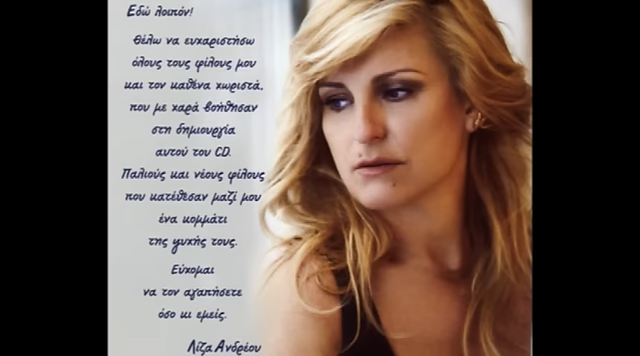 Εδώ λοιπόν!
Θέλω να ευχαριστήσω
όλους τους φίλους μου
και τον καθένα χωριστά,
που με χαρά βοήθησαν
στη δημιουργία
αυτού του CD.
Παλιούς και νέους φίλους
που κατέθεσαν μαζί μου
ένα κομμάτι
της ψυχής τους.
Εύχομαι
να τον αγαπήσετε
όσο κι εμείς.
Λίζα Ανδρέου